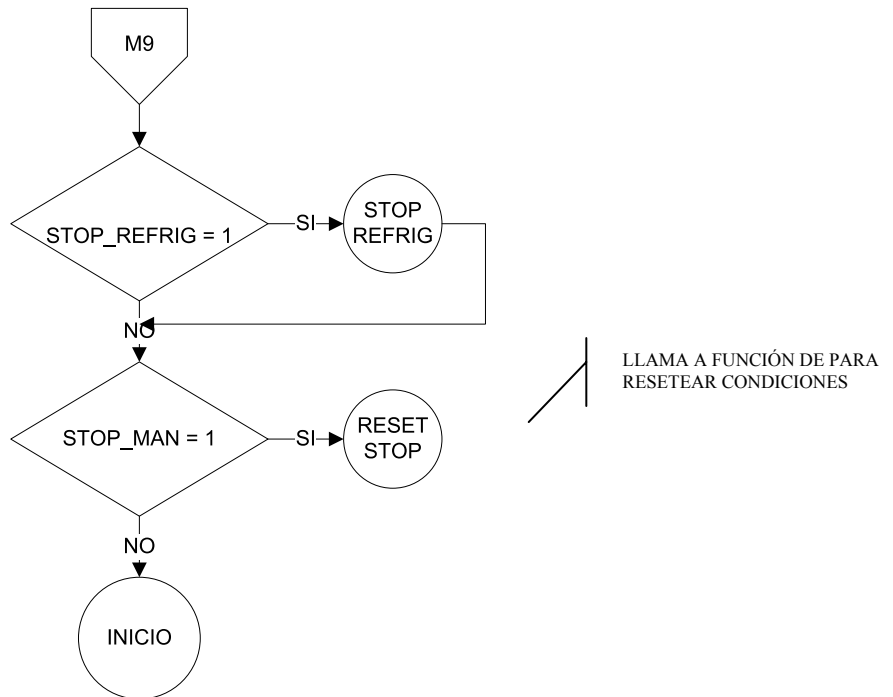 M9
STOP_REFRIG = 1
SI
STOP
REFRIG
NO
STOP_MAN = 1
SI
RESET
STOP
LLAMA A FUNCIÓN DE PARA
RESETEAR CONDICIONES
NO
INICIO